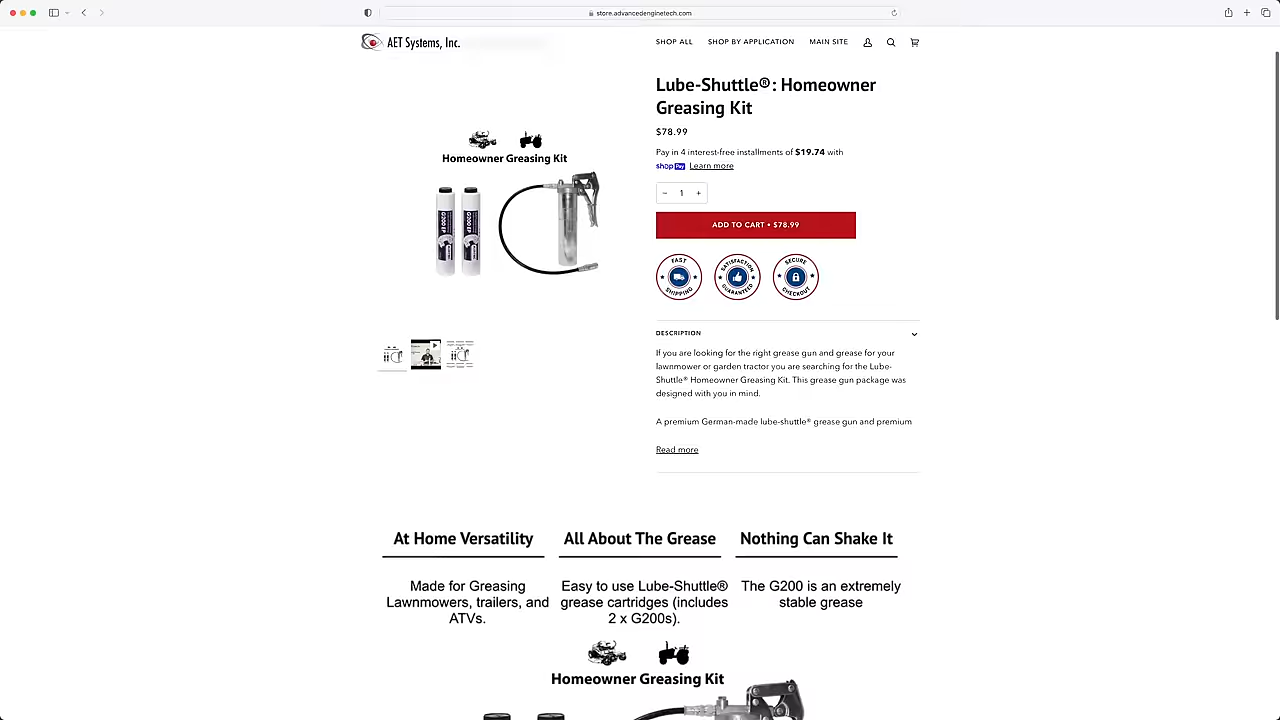 store.advancedenginetech.com
AET Systems, Inc.
SHOP ALL
SHOP BY APPLICATION
MAIN SITE
Lube-Shuttle®: Homeowner
Greasing Kit
$78.99
Pay in 4 interest-free installments of $19.74 with
shop Pay Learn more
− 1 +
ADD TO CART • $78.99
Homeowner Greasing Kit
G200 EP
G200 EP
FAST SHIPPING
SATISFACTION GUARANTEED
SECURE CHECKOUT
DESCRIPTION
If you are looking for the right grease gun and grease for your
lawnmower or garden tractor you are searching for the Lube-
Shuttle® Homeowner Greasing Kit. This grease gun package was
designed with you in mind.
A premium German-made lube-shuttle® grease gun and premium
Read more
At Home Versatility
Made for Greasing
Lawnmowers, trailers, and
ATVs.
All About The Grease
Easy to use Lube-Shuttle®
grease cartridges (includes
2 x G200s).
Nothing Can Shake It
The G200 is an extremely
stable grease
Homeowner Greasing Kit